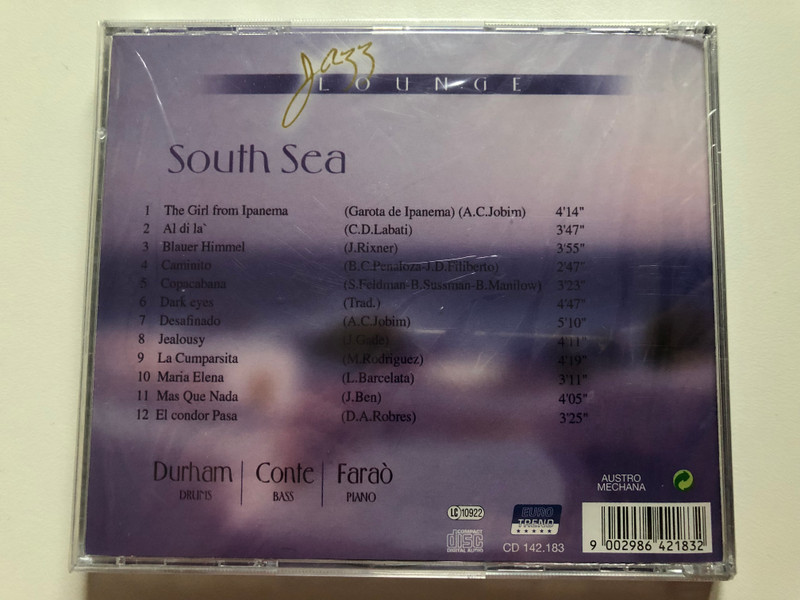 Jazz
LOUNGE
South Sea
1 The Girl from Ipanema (Garota de Ipanema) (A.C.Jobim) 4'14"
2 Al di la` (C.D.Labati) 3'47"
3 Blauer Himmel (J.Rixner) 3'55"
4 Caminito (B.C.Penaloza-J.D.Filiberto) 2'47"
5 Copacabana (S.Feldman-B.Sussman-B.Manilow) 3'23"
6 Dark eyes (Trad.) 4'47"
7 Desafinado (A.C.Jobim) 5'10"
8 Jealousy (J.Gade) 4'11"
9 La Cumparsita (M.Rodriguez) 4'19"
10 Maria Elena (L.Barcelata) 3'11"
11 Mas Que Nada (J.Ben) 4'05"
12 El condor Pasa (D.A.Robres) 3'25"
Durham Conte Faraò
DRUMS BASS PIANO
AUSTRO
MECHANA
LC 10922
EURO
TREND
COMPACT
disc
DIGITAL AUDIO
CD 142.183
9 002986 421832